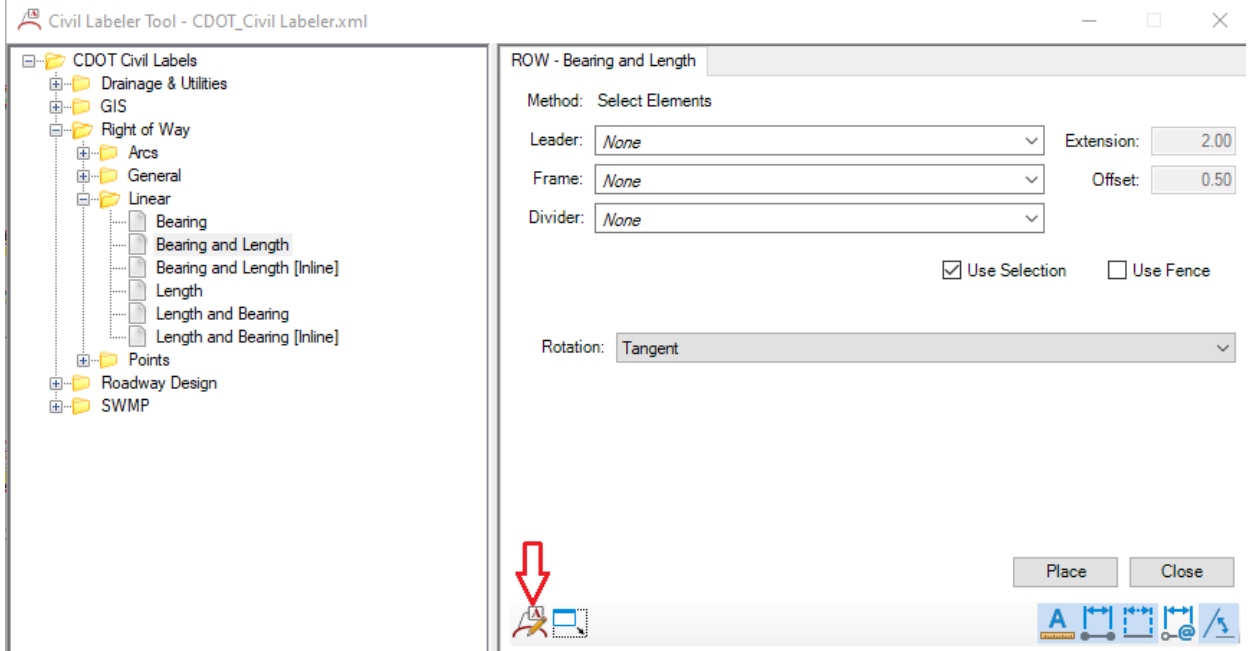 Civil Labeler Tool - CDOT_Civil Labeler.xml
CDOT Civil Labels
Drainage & Utilities
GIS
Right of Way
Arcs
General
Linear
Bearing
Bearing and Length
Bearing and Length [Inline]
Length
Length and Bearing
Length and Bearing [Inline]
Points
Roadway Design
SWMP
ROW - Bearing and Length
Method: Select Elements
Leader: None Extension: 2.00
Frame: None Offset: 0.50
Divider: None
Use Selection Use Fence
Rotation: Tangent
Place Close
A
A @